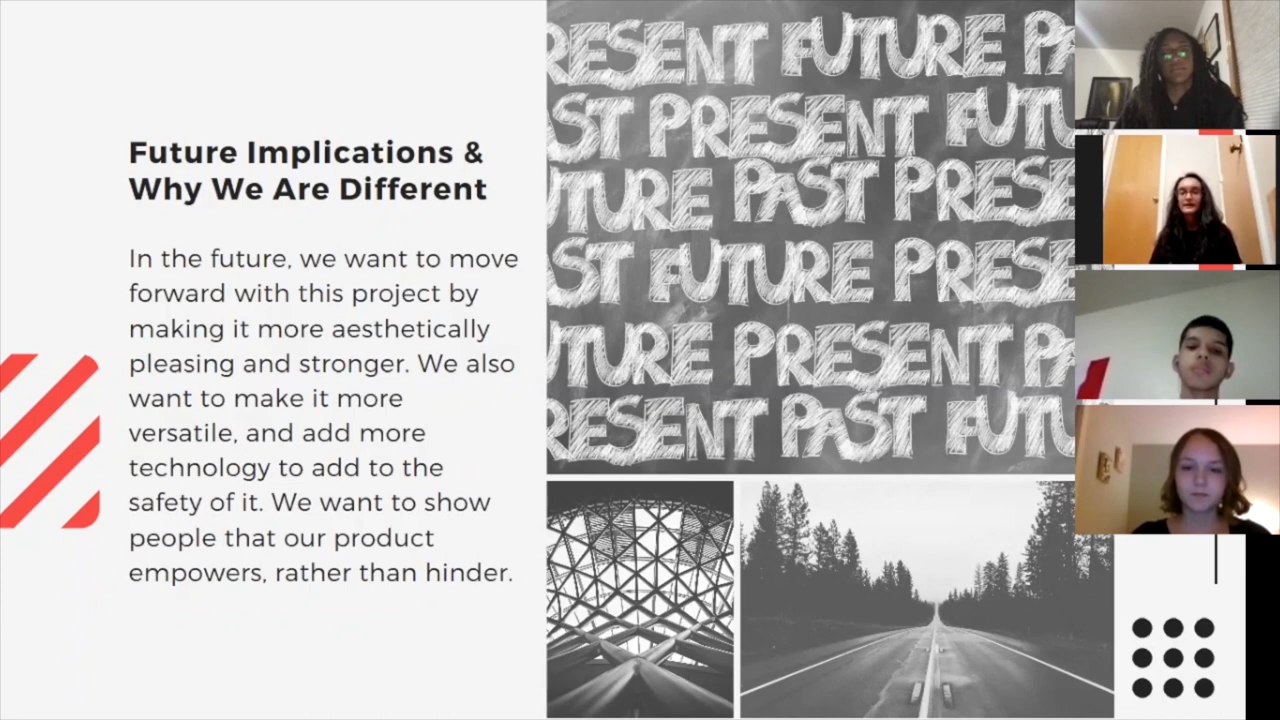 Future Implications &
Why We Are Different
In the future, we want to move
forward with this project by
making it more aesthetically
pleasing and stronger. We also
want to make it more
versatile, and add more
technology to add to the
safety of it. We want to show
people that our product
empowers, rather than hinder.
RESENT FUTURE PA
AST PRESENT FUTU
UTURE PAST PRESE
AST FUTURE PRESE
UTURE PRESENT PA
RESENT PAST FUTU